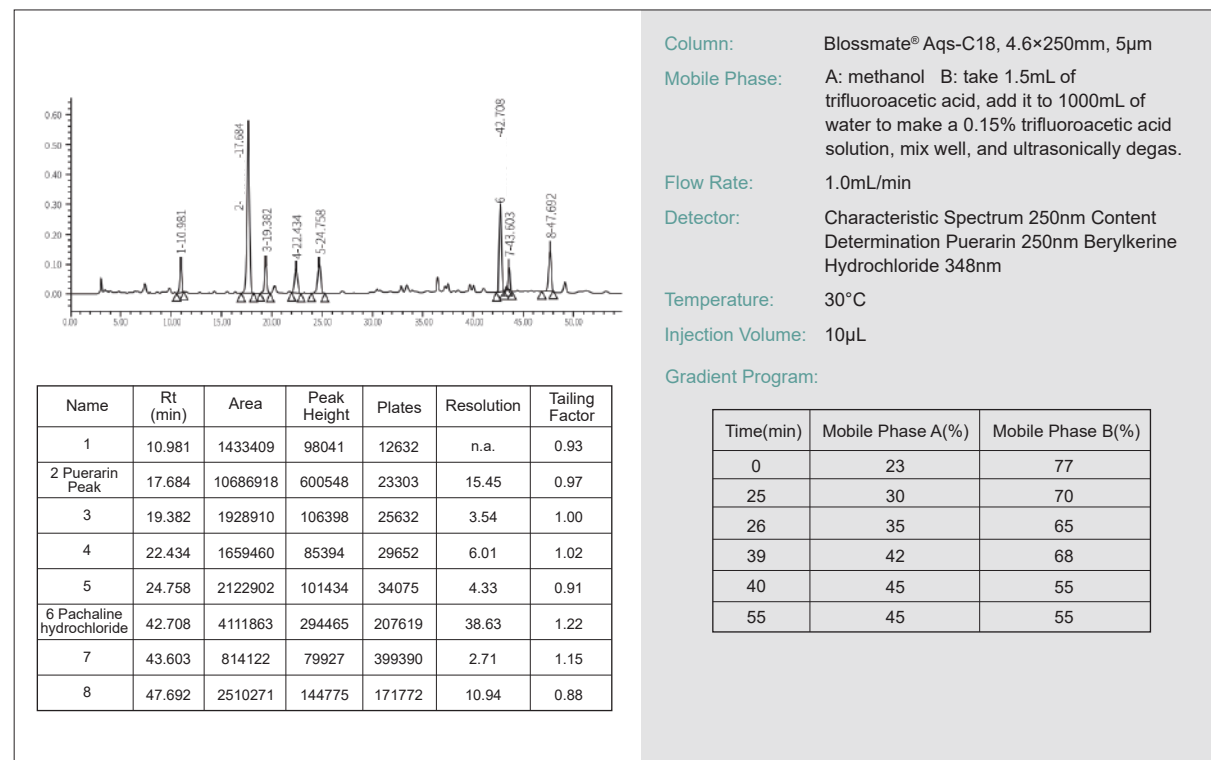 0.60
0.50
0.40
0.30
0.20
0.10
0.00
1-10.981
2-
-17.684
3-19.382
4-22.434
5-24.758
-42.708
6
7-43.603
8-47.692
0.00 5.00 10.00 15.00 20.00 25.00 30.00 35.00 40.00 45.00 50.00
Name Rt (min) Area Peak Height Plates Resolution Tailing Factor
1 10.981 1433409 98041 12632 n.a. 0.93
2 Puerarin Peak 17.684 10686918 600548 23303 15.45 0.97
3 19.382 1928910 106398 25632 3.54 1.00
4 22.434 1659460 85394 29652 6.01 1.02
5 24.758 2122902 101434 34075 4.33 0.91
6 Pachaline hydrochloride 42.708 4111863 294465 207619 38.63 1.22
7 43.603 814122 79927 399390 2.71 1.15
8 47.692 2510271 144775 171772 10.94 0.88
Column: Blossmate® Aqs-C18, 4.6×250mm, 5μm
Mobile Phase: A: methanol B: take 1.5mL of
trifluoroacetic acid, add it to 1000mL of
water to make a 0.15% trifluoroacetic acid
solution, mix well, and ultrasonically degas.
Flow Rate: 1.0mL/min
Detector: Characteristic Spectrum 250nm Content
Determination Puerarin 250nm Berylkerine
Hydrochloride 348nm
Temperature: 30°C
Injection Volume: 10μL
Gradient Program:
Time(min) Mobile Phase A(%) Mobile Phase B(%)
0 23 77
25 30 70
26 35 65
39 42 68
40 45 55
55 45 55